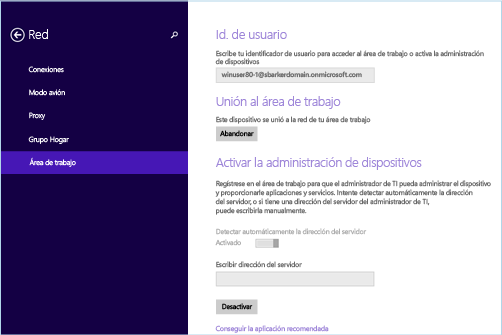 Red
Conexiones
Modo avión
Proxy
Grupo Hogar
Área de trabajo
Id. de usuario
Escribe tu identificador de usuario para acceder al área de trabajo o activa la administración
de dispositivos
winuser80-1@sbarkerdomain.onmicrosoft.com
Unión al área de trabajo
Este dispositivo se unió a la red de tu área de trabajo
Abandonar
Activar la administración de dispositivos
Regístrese en el área de trabajo para que el administrador de TI pueda administrar el dispositivo
y proporcionarle aplicaciones y servicios. Intente detectar automáticamente la dirección
del servidor, o si tiene una dirección del servidor del administrador de TI,
puede escribirla manualmente.
Detectar automáticamente la dirección del servidor
Activado
Escribir dirección del servidor
Desactivar
Conseguir la aplicación recomendada